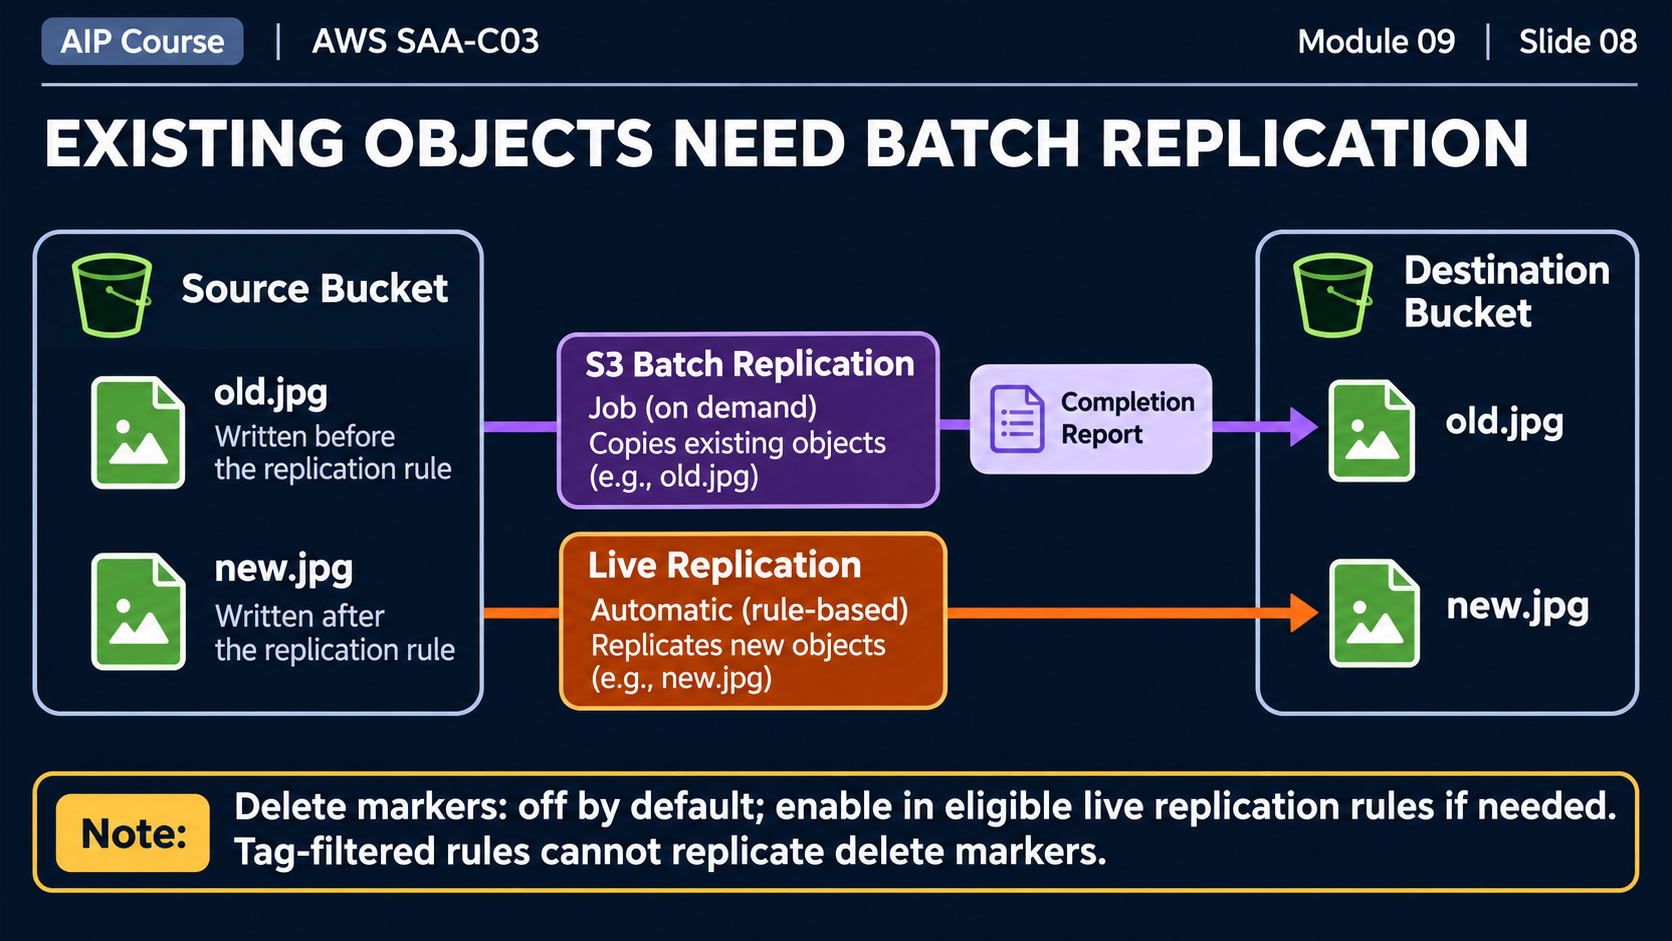 AIP Course | AWS SAA-C03
Module 09 | Slide 08
EXISTING OBJECTS NEED BATCH REPLICATION
Source Bucket
old.jpg
Written before
the replication rule
new.jpg
Written after
the replication rule
S3 Batch Replication
Job (on demand)
Copies existing objects
(e.g., old.jpg)
Completion
Report
Live Replication
Automatic (rule-based)
Replicates new objects
(e.g., new.jpg)
Destination
Bucket
old.jpg
new.jpg
Note:
Delete markers: off by default; enable in eligible live replication rules if needed.
Tag-filtered rules cannot replicate delete markers.